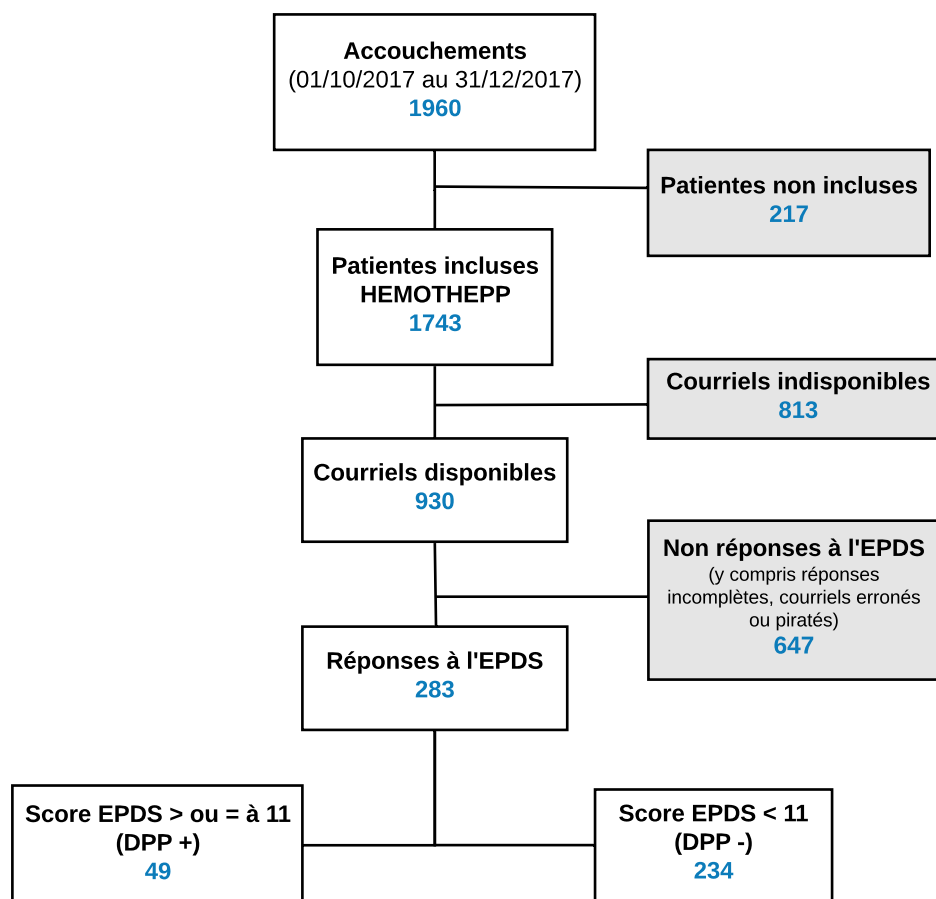 Accouchements
(01/10/2017 au 31/12/2017)
1960
Patientes non incluses
217
Patientes incluses
HEMOTHEPP
1743
Courriels indisponibles
813
Courriels disponibles
930
Non réponses à l'EPDS
(y compris réponses
incomplètes, courriels erronés
ou piratés)
647
Réponses à l'EPDS
283
Score EPDS > ou = à 11
(DPP +)
49
Score EPDS < 11
(DPP -)
234